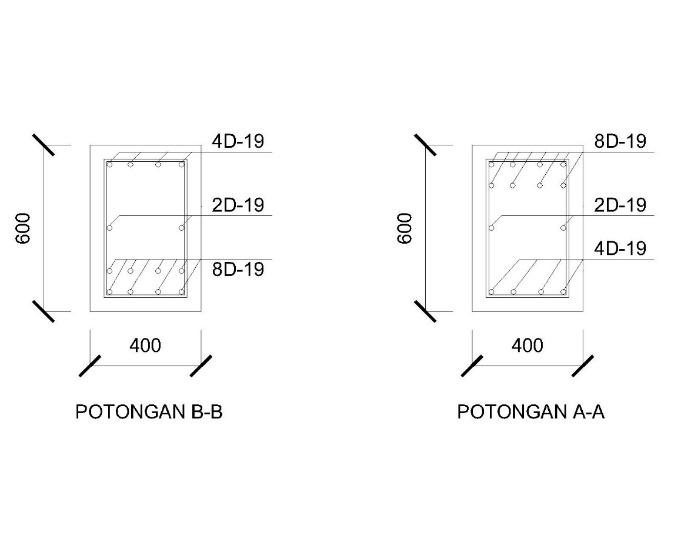 4D-19
8D-19
600
2D-19
600
2D-19
8D-19
4D-19
400
400
POTONGAN B-B
POTONGAN A-A